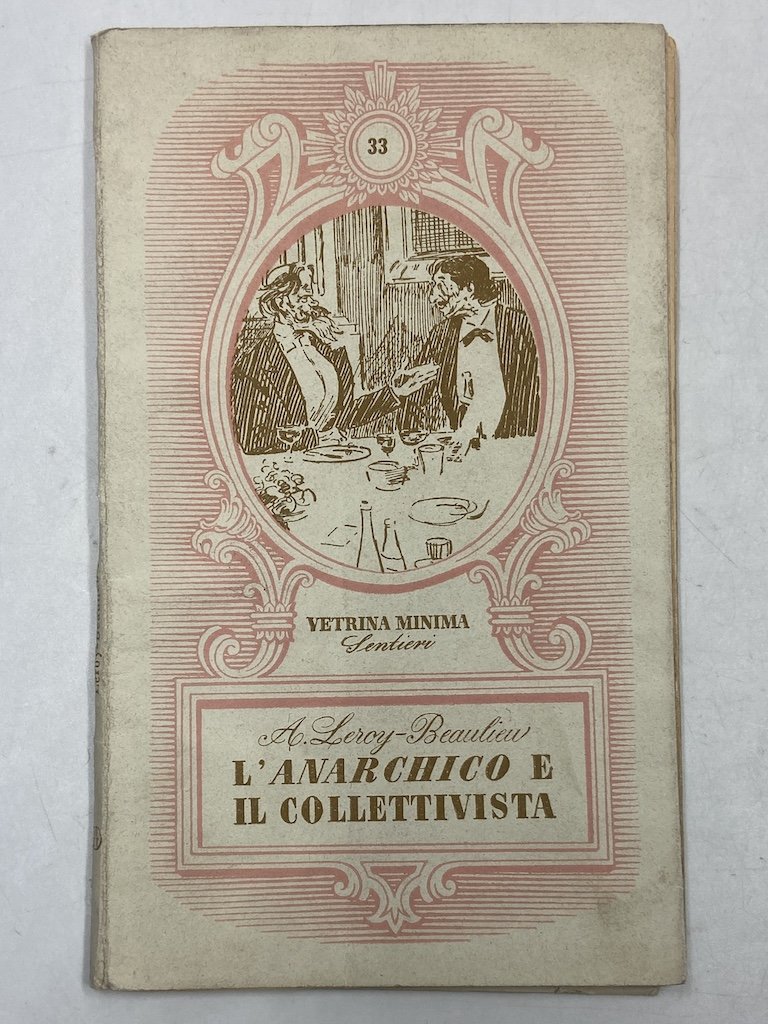 33
VETRINA MINIMA
Sentieri
A. Leroy-Beaulieu
L'ANARCHICO E
IL COLLETTIVISTA